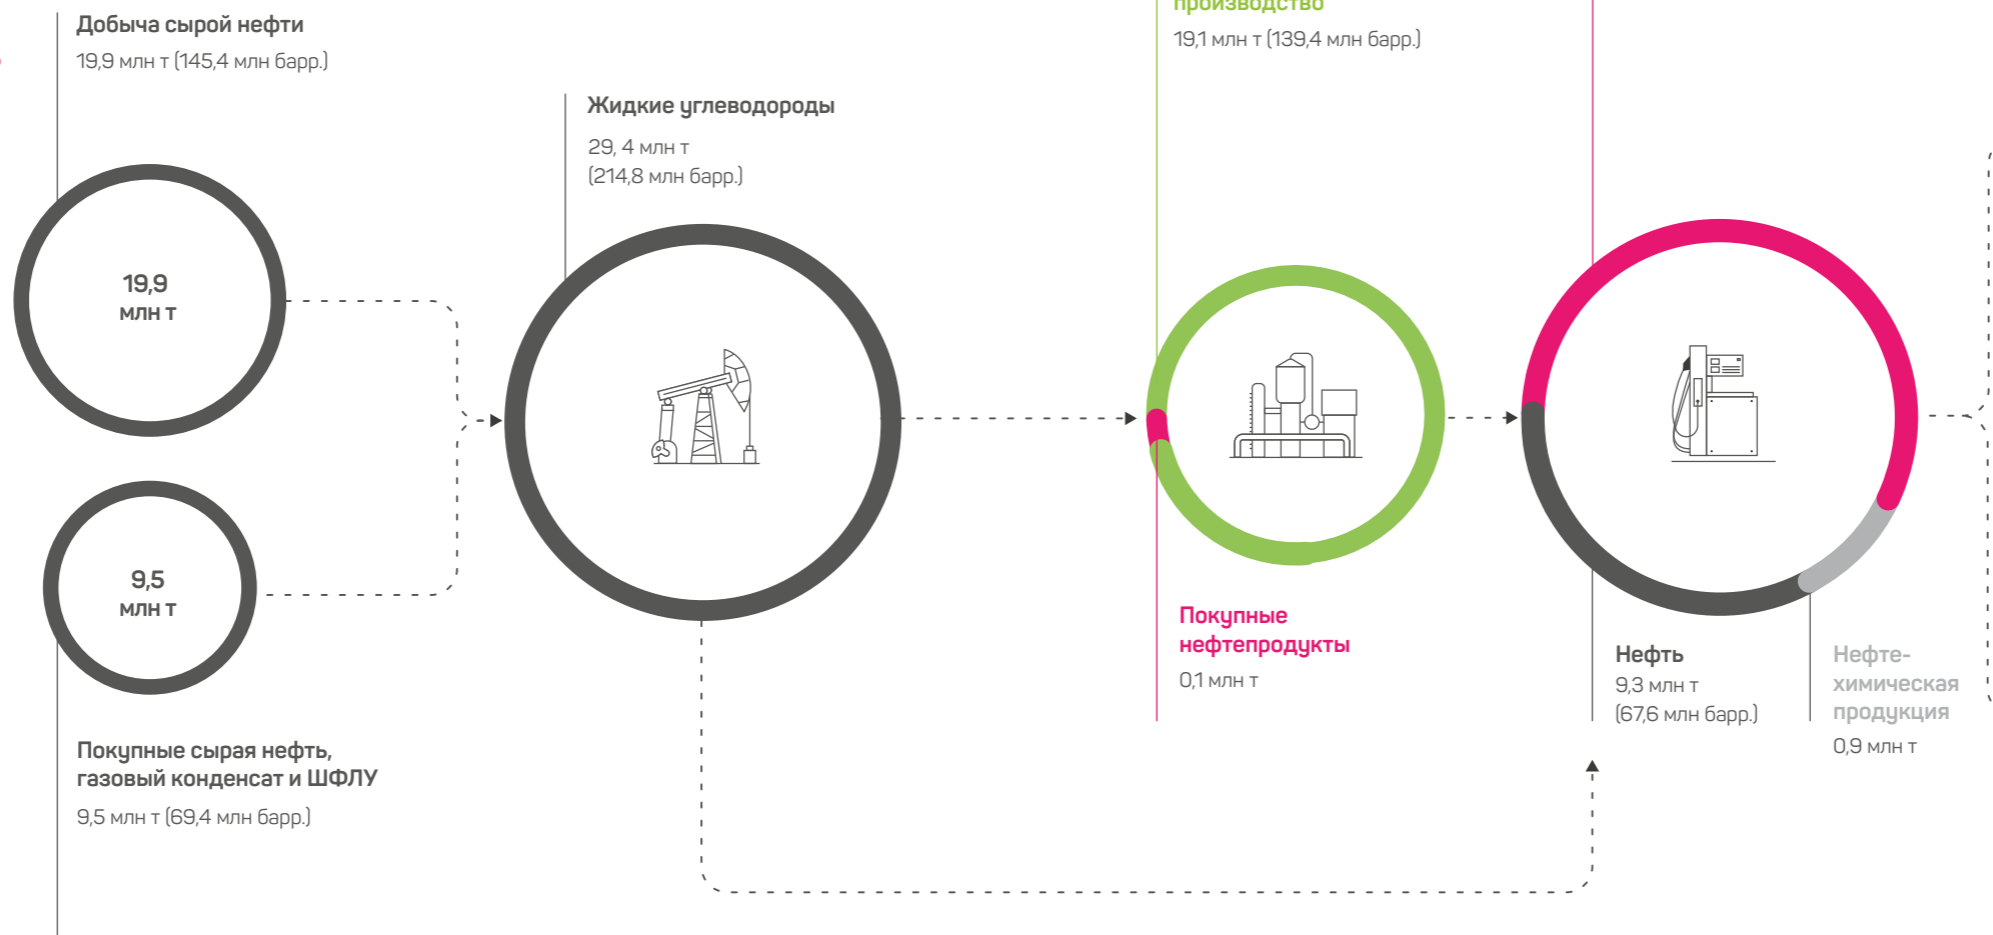 Добыча сырой нефти
19,9 млн т (145,4 млн барр.)
19,9
млн т
9,5
млн т
Покупные сырая нефть,
газовый конденсат и ШФЛУ
9,5 млн т (69,4 млн барр.)
Жидкие углеводороды
29, 4 млн т
(214,8 млн барр.)
производство
19,1 млн т (139,4 млн барр.)
Покупные
нефтепродукты
0,1 млн т
Нефть
9,3 млн т
(67,6 млн барр.)
Нефте-
химическая
продукция
0,9 млн т